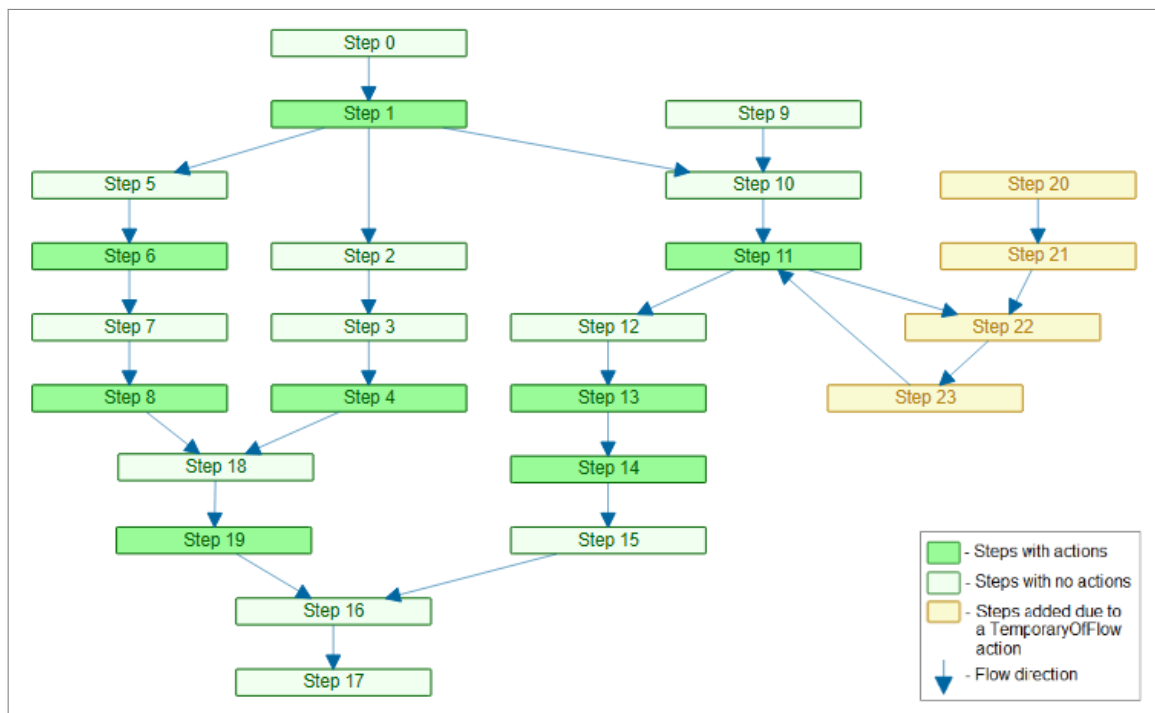 Step 0
Step 1
Step 9
Step 5
Step 10
Step 20
Step 6
Step 2
Step 11
Step 21
Step 7
Step 3
Step 12
Step 22
Step 8
Step 4
Step 13
Step 23
Step 18
Step 14
Step 19
Step 15
Step 16
Step 17
- Steps with actions
- Steps with no actions
- Steps added due to
a TemporaryOfFlow
action
- Flow direction